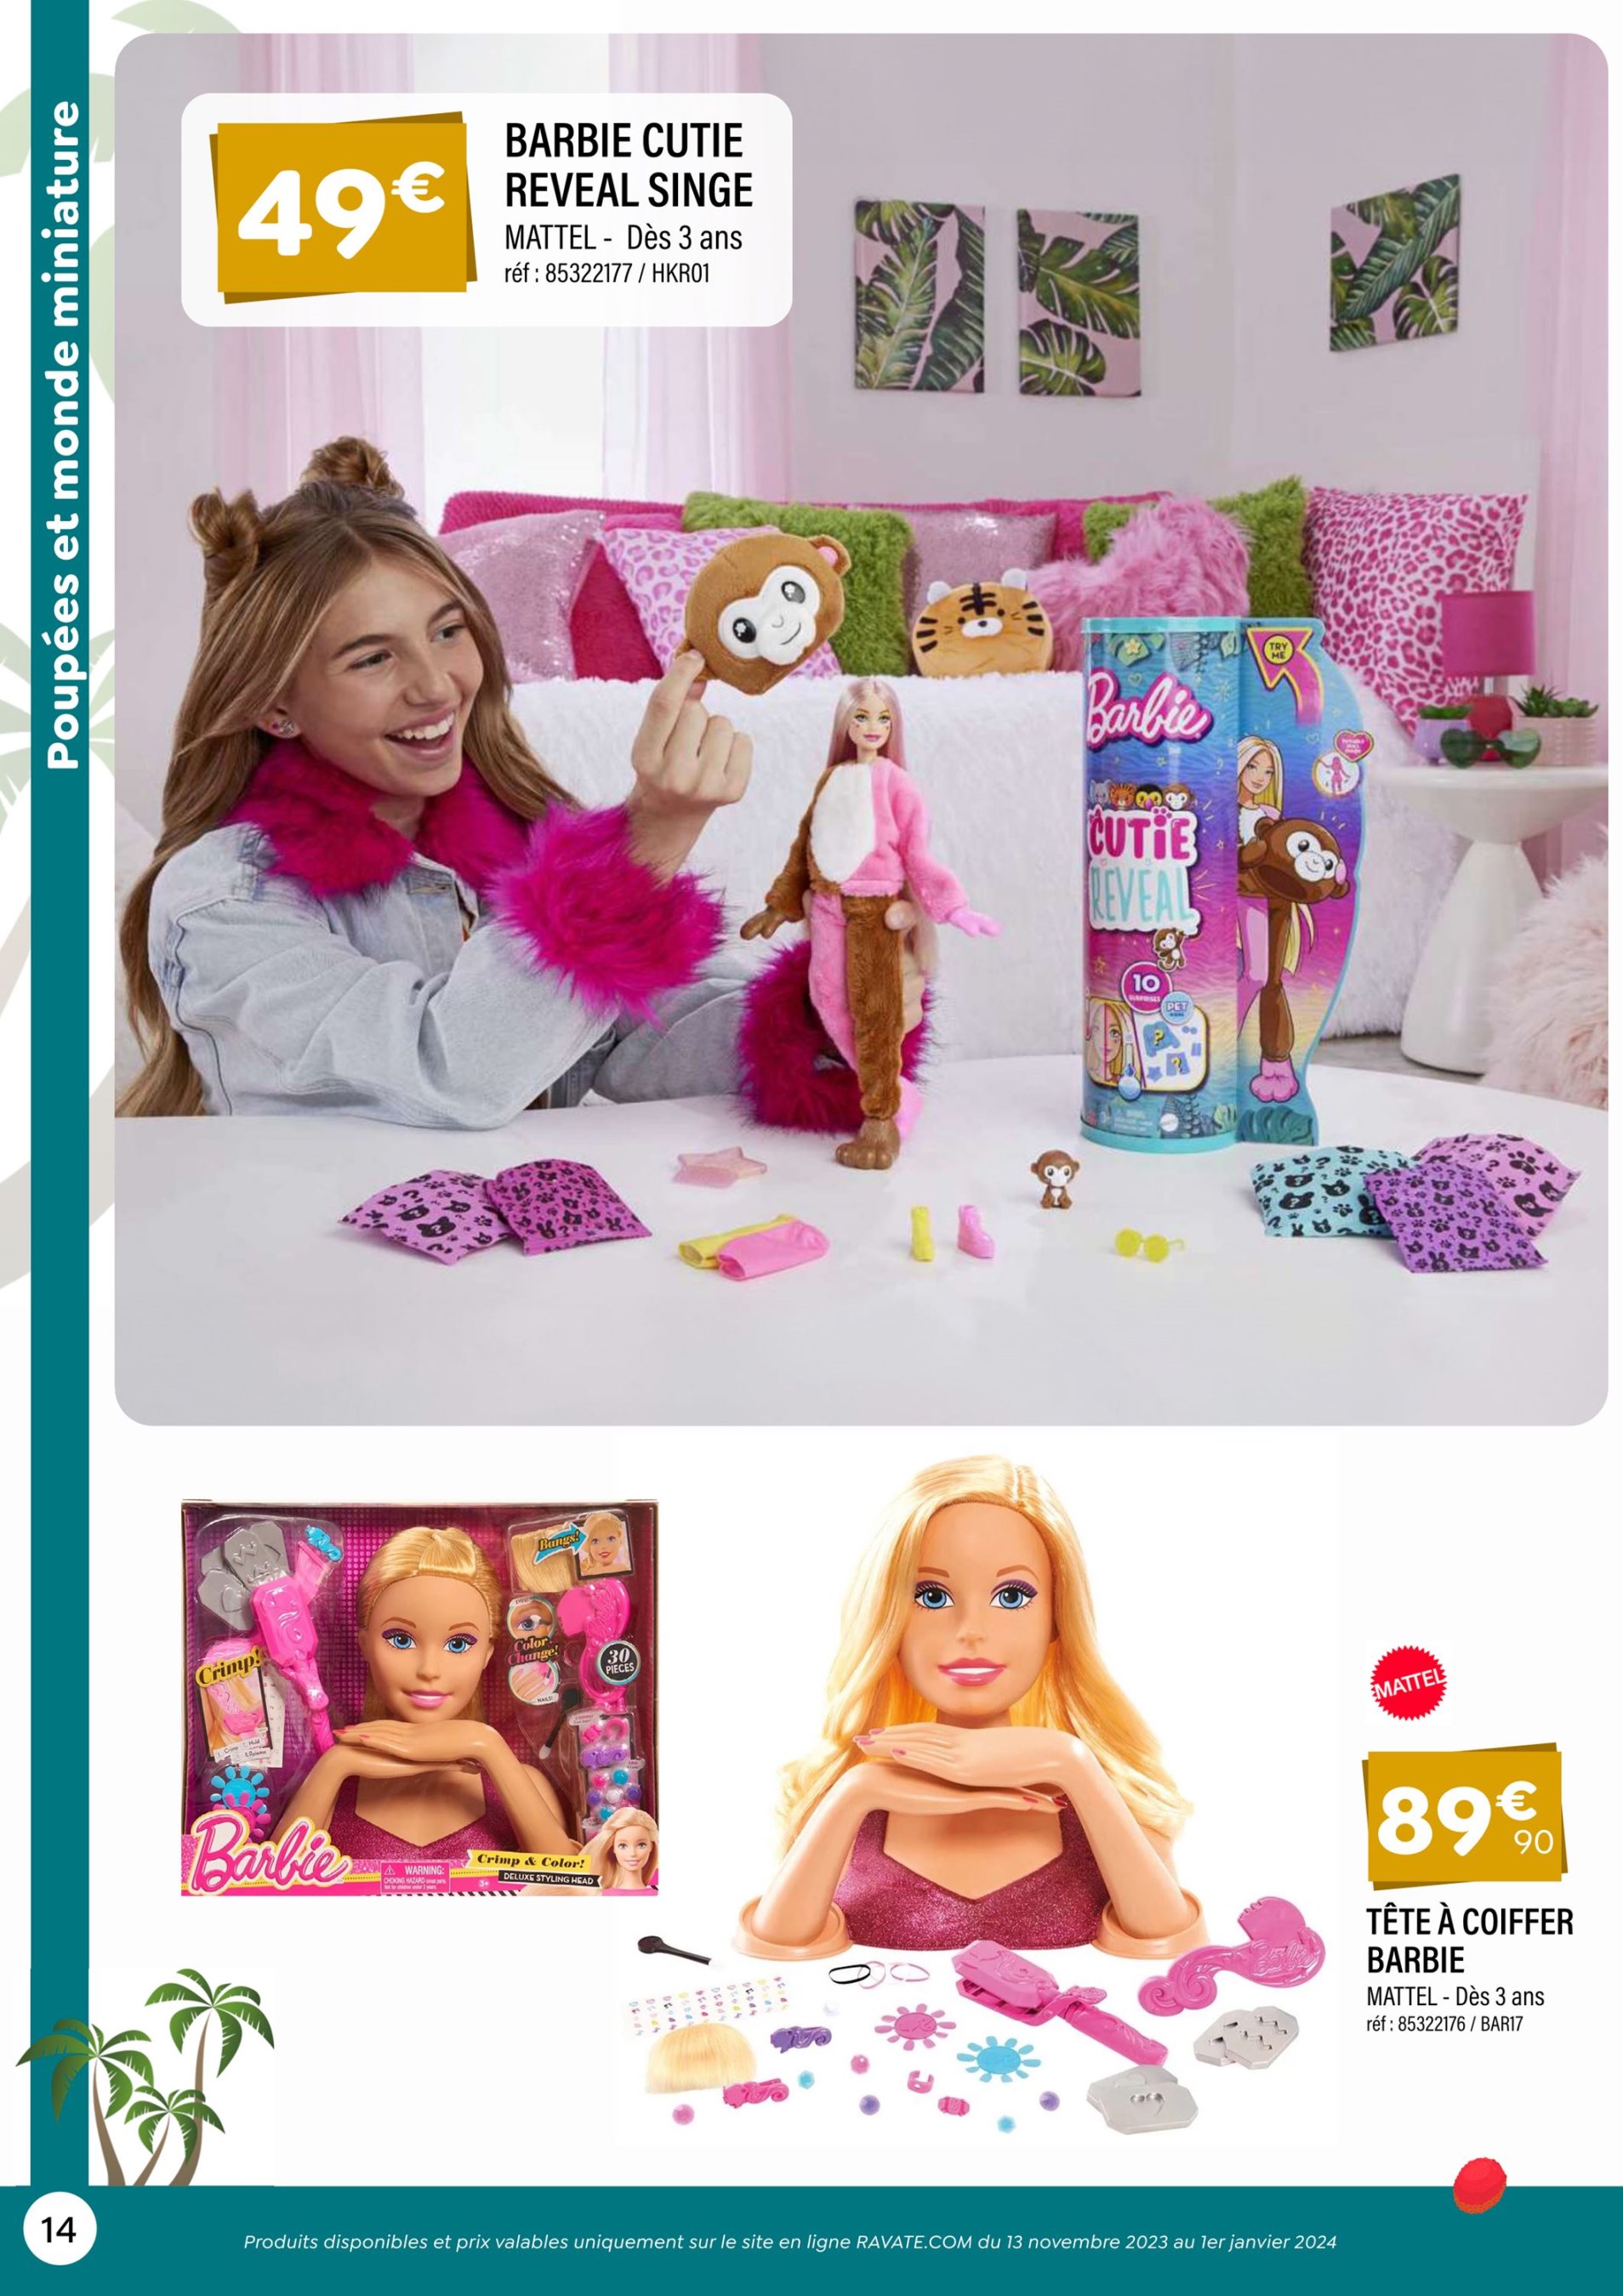 Poupées et monde miniature
49€
BARBIE CUTIE
REVEAL SINGE
MATTEL - Dès 3 ans
réf : 85322177 / HKR01
TRY
ME
Barbie
CUTiE
REVEAL
10
SURPRISES
PET
Bangs!
Crimp!
Color
Change!
NAILS!
30
PIECES
Barbie
WARNING:
3+
Crimp & Color!
DELUXE STYLING HEAD
MATTEL
89€
90
TÊTE À COIFFER
BARBIE
MATTEL - Dès 3 ans
réf : 85322176 / BAR17
14
Produits disponibles et prix valables uniquement sur le site en ligne RAVATE.COM du 13 novembre 2023 au 1er janvier 2024